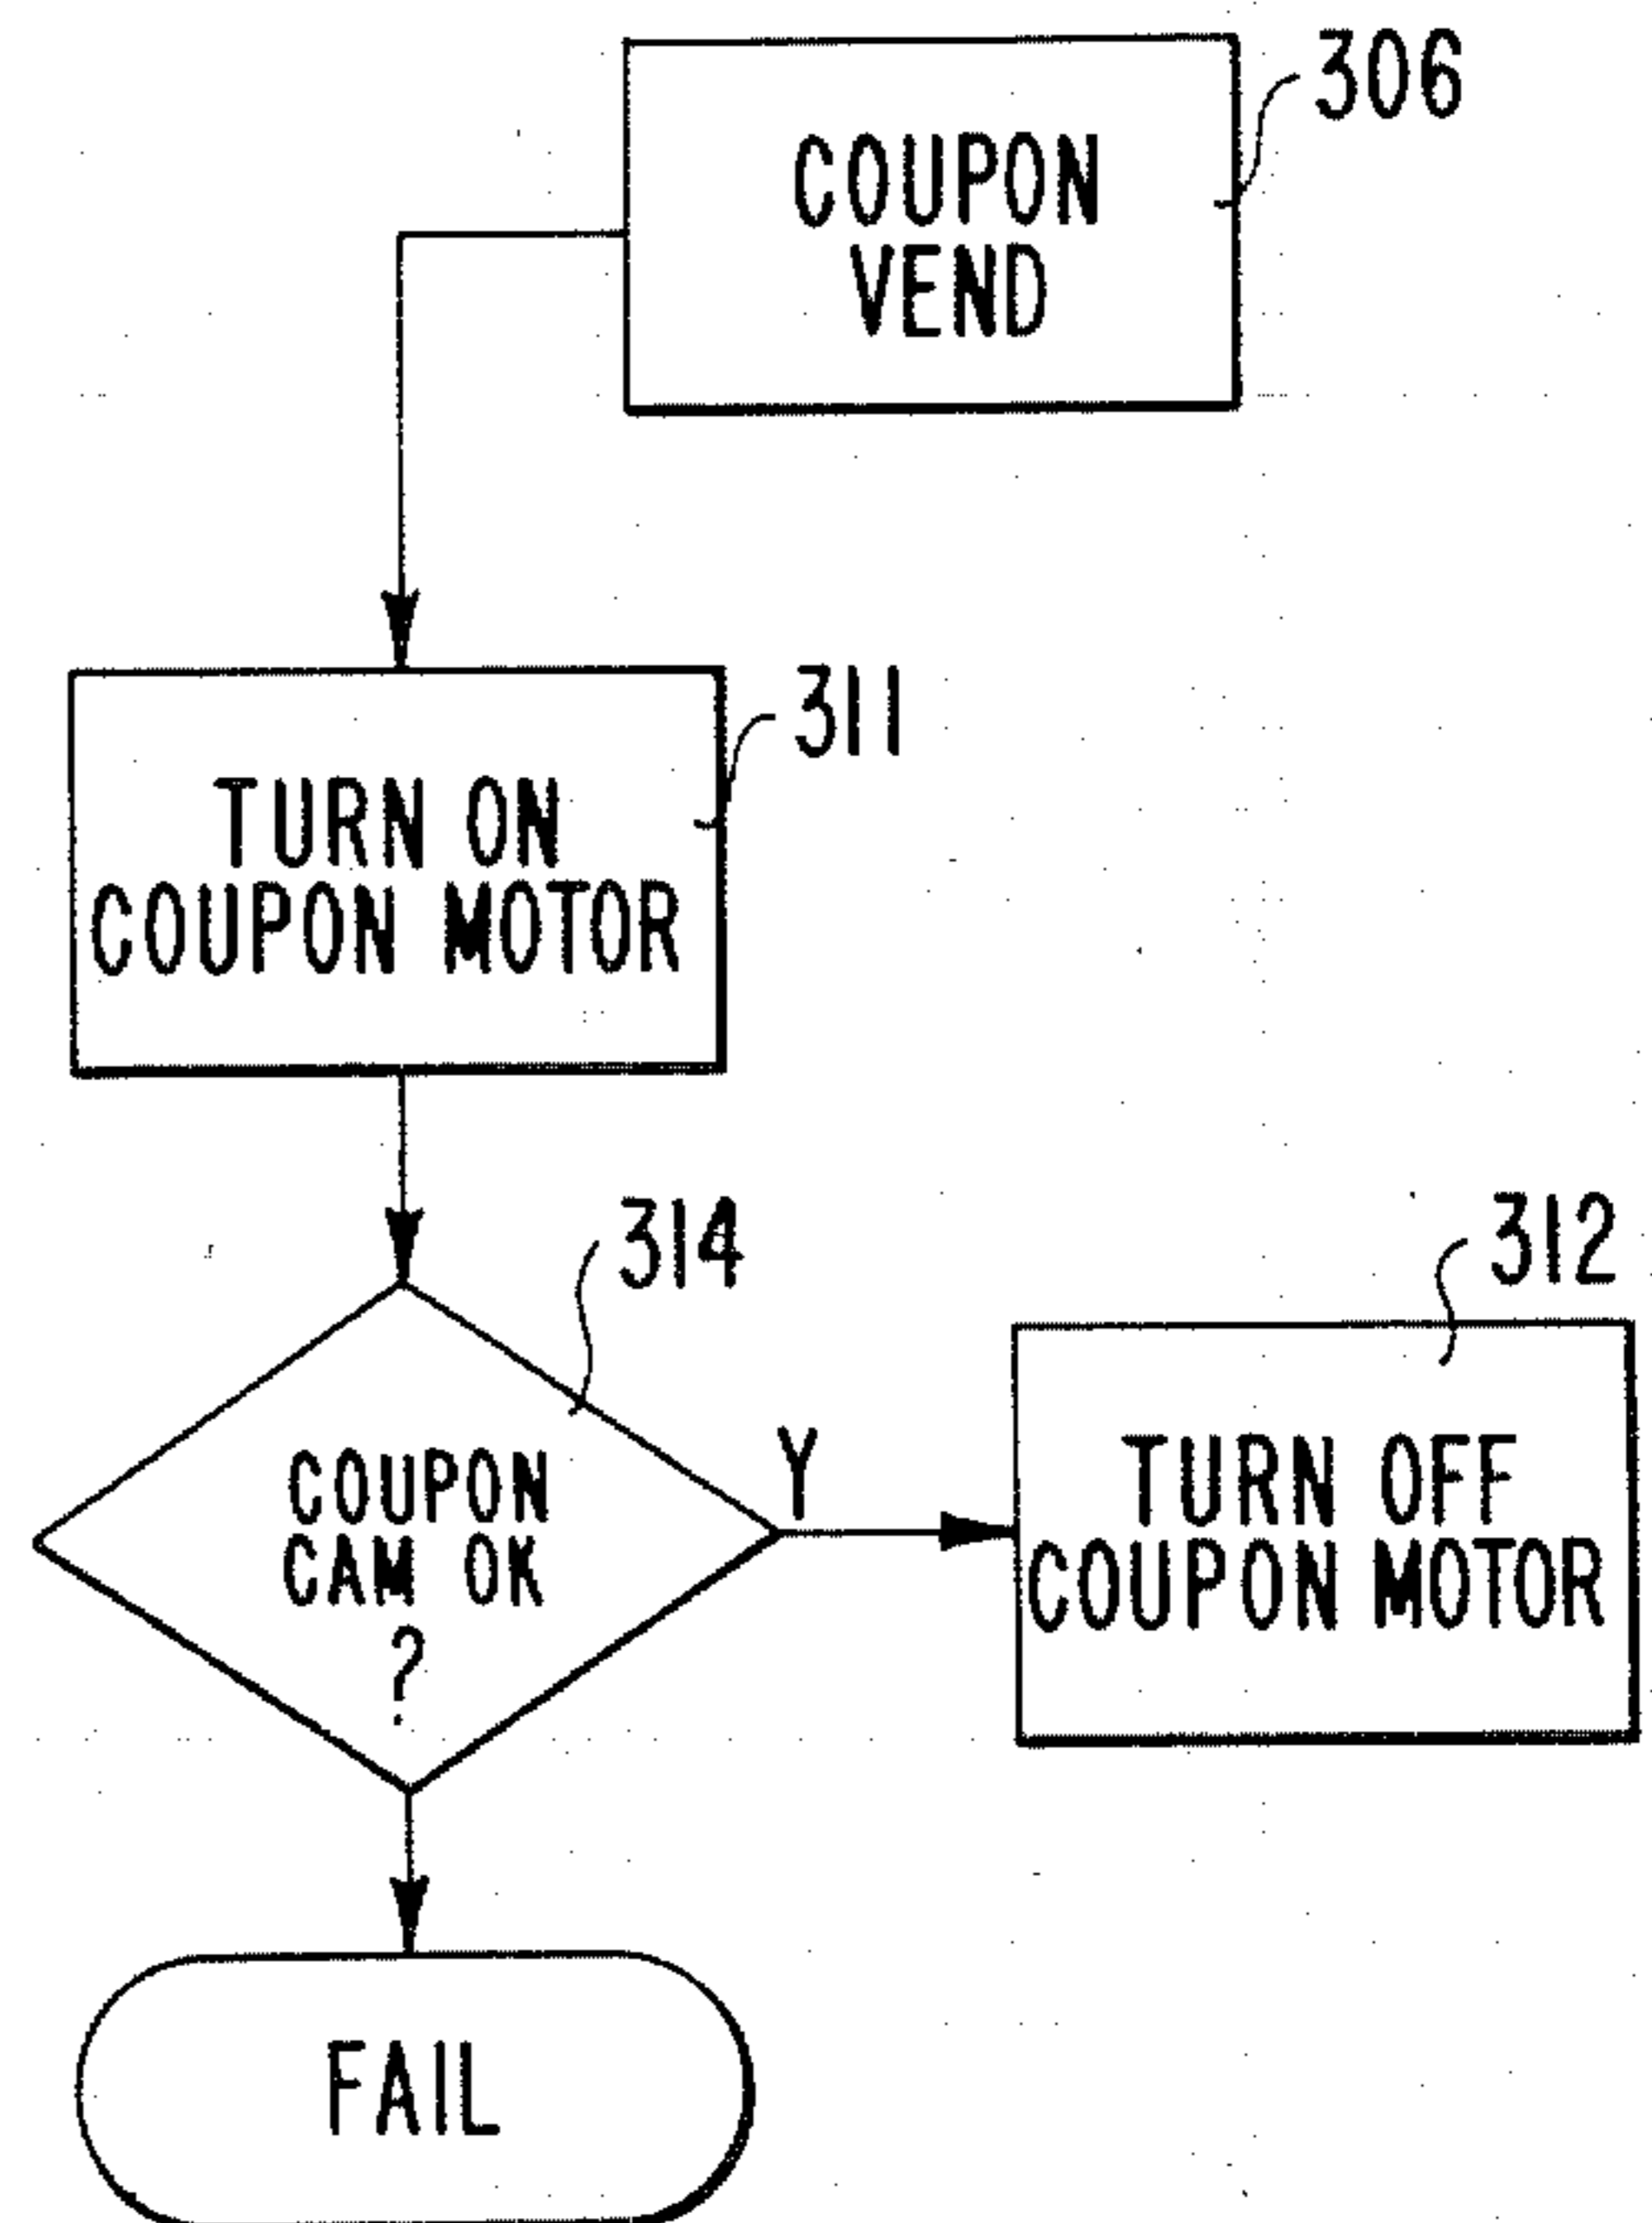 306
COUPON
VEND
311
TURN ON
COUPON MOTOR
314
COUPON
CAM OK
?
Y
312
TURN OFF
COUPON MOTOR
FAIL